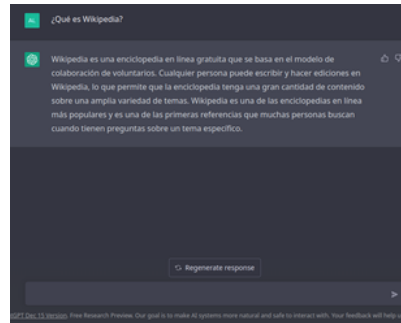 AL
¿Qué es Wikipedia?
Wikipedia es una enciclopedia en línea gratuita que se basa en el modelo de
colaboración de voluntarios. Cualquier persona puede escribir y hacer ediciones en
Wikipedia, lo que permite que la enciclopedia tenga una gran cantidad de contenido
sobre una amplia variedad de temas. Wikipedia es una de las enciclopedias en línea
más populares y es una de las primeras referencias que muchas personas buscan
cuando tienen preguntas sobre un tema específico.
Regenerate response
GPT Dec 15 Version. Free Research Preview. Our goal is to make AI systems more natural and safe to interact with. Your feedback will help u